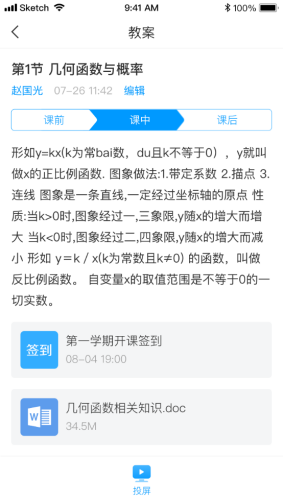 Sketch 9:41 AM 100%
教案
第1节 几何函数与概率
赵国光 07-26 11:42 编辑
课前 课中 课后
形如y=kx(k为常bai数，du且k不等于0），y就叫
做x的正比例函数. 图象做法:1.带定系数 2.描点 3.
连线 图象是一条直线,一定经过坐标轴的原点 性
质:当k>0时,图象经过一,三象限,y随x的增大而增
大 当k<0时,图象经过二,四象限,y随x的增大而减
小 形如 y＝k / x(k为常数且k≠0) 的函数，叫做
反比例函数。 自变量x的取值范围是不等于0的一
切实数。
签到
第一学期开课签到
08-04 19:00
W
几何函数相关知识.doc
34.5M
投屏